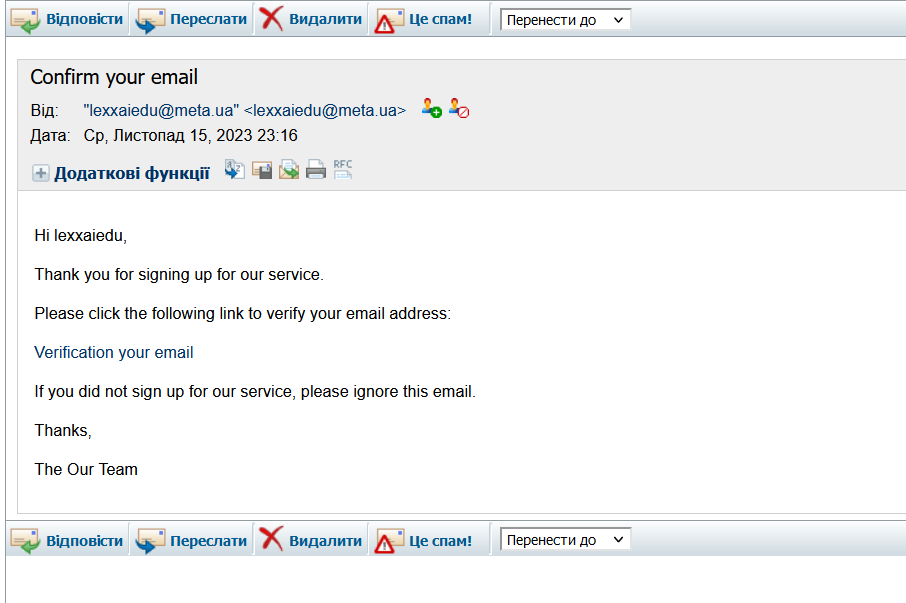 Відповісти Переслати Видалити Це спам! Перенести до
Confirm your email
Від: "lexxaiedu@meta.ua" <lexxaiedu@meta.ua>
Дата: Ср, Листопад 15, 2023 23:16
Додаткові функції RFC
Hi lexxaiedu,
Thank you for signing up for our service.
Please click the following link to verify your email address:
Verification your email
If you did not sign up for our service, please ignore this email.
Thanks,
The Our Team
Відповісти Переслати Видалити Це спам! Перенести до